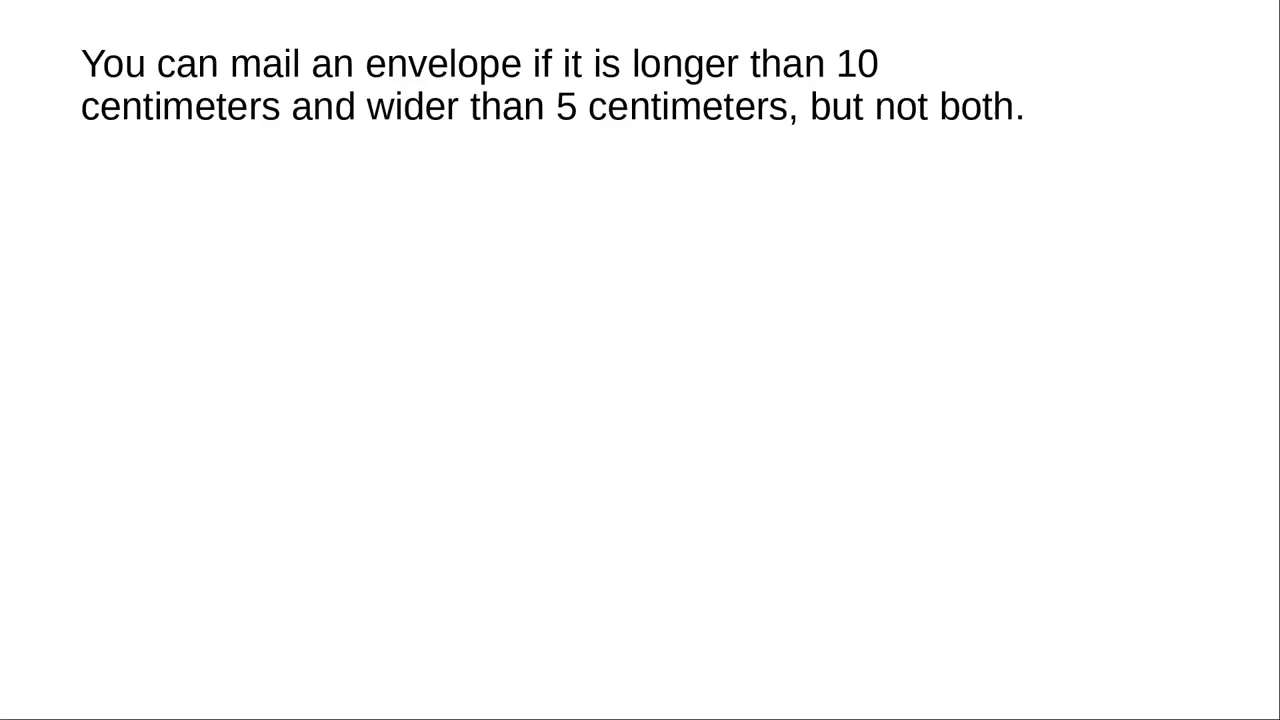 You can mail an envelope if it is longer than 10
centimeters and wider than 5 centimeters, but not both.